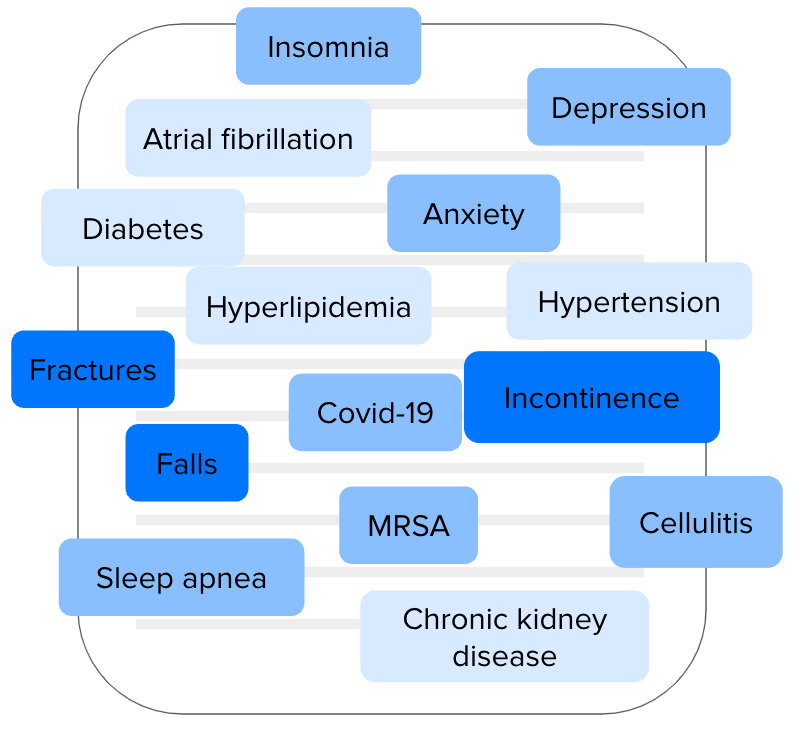 Insomnia
Depression
Atrial fibrillation
Anxiety
Diabetes
Hyperlipidemia
Hypertension
Fractures
Incontinence
Covid-19
Falls
MRSA
Cellulitis
Sleep apnea
Chronic kidney
disease